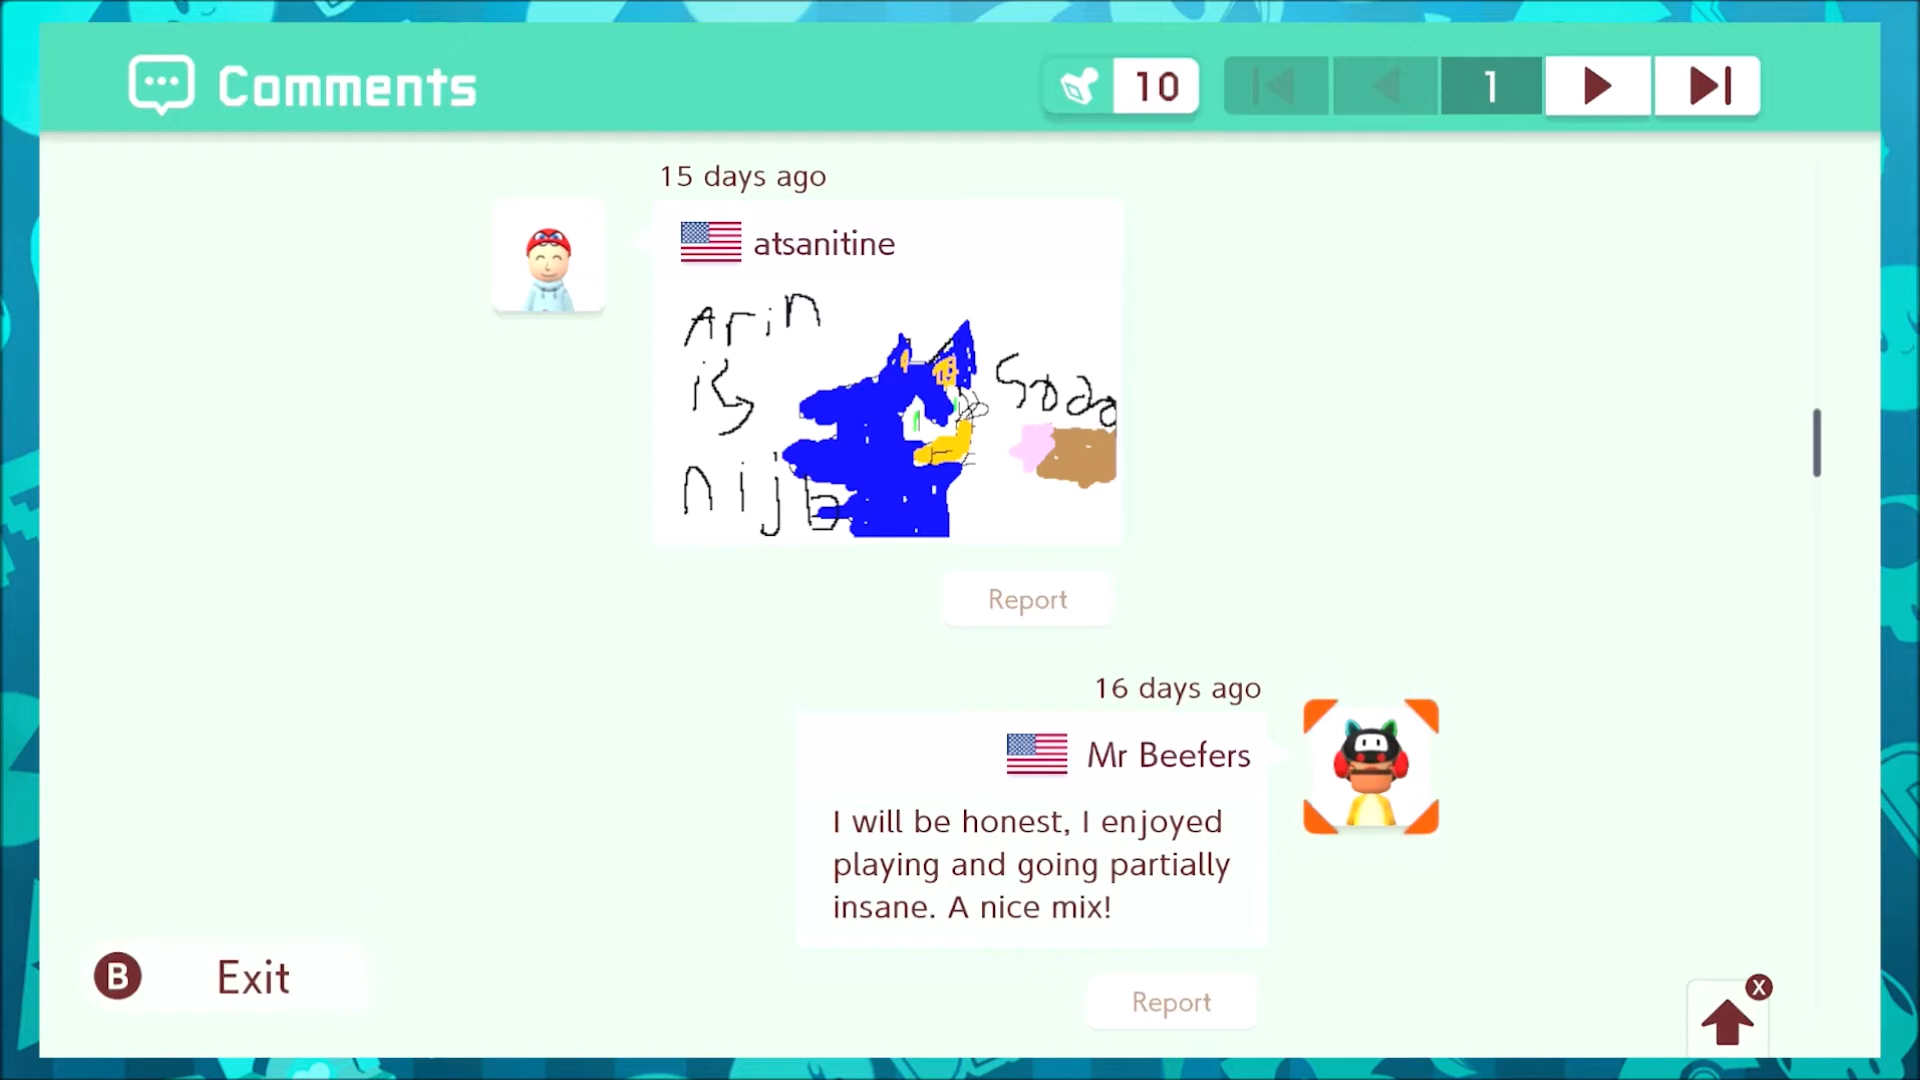 Comments
10
1
15 days ago
atsanitine
Arin
is
nijb
16 days ago
Mr Beefers
I will be honest, I enjoyed
playing and going partially
insane. A nice mix!
Report
Report
B Exit
X